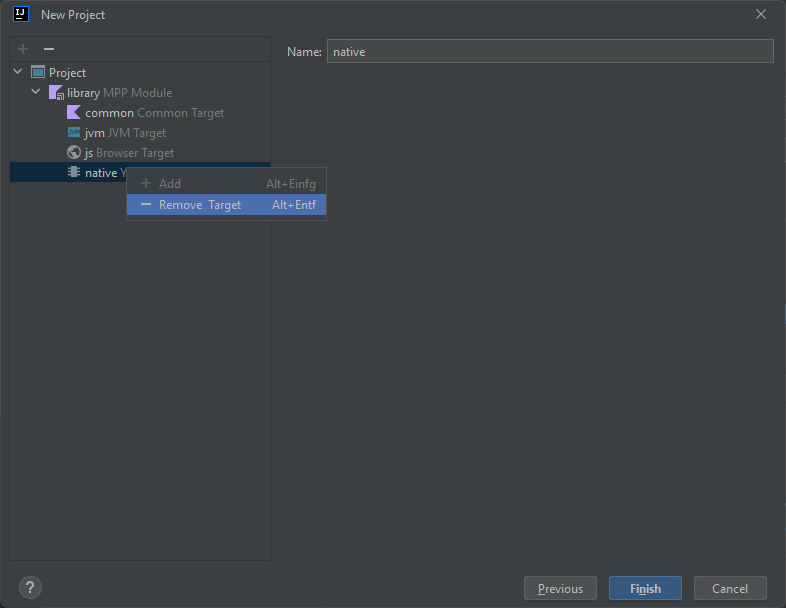 IJ New Project
Name: native
Project
library MPP Module
common Common Target
JVM jvm JVM Target
js Browser Target
native Y
Add Alt+Einfg
Remove Target Alt+Entf
? Previous Finish Cancel